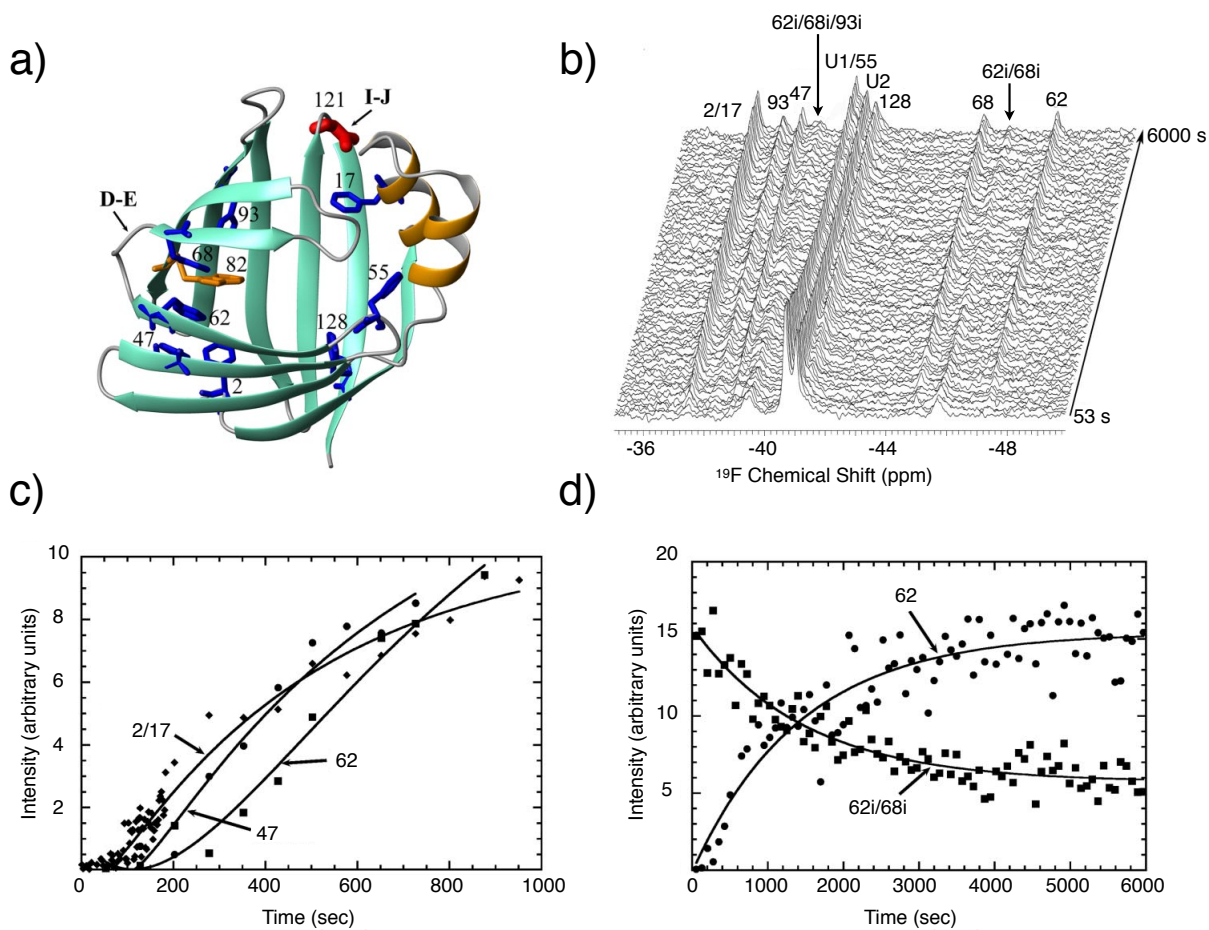 a)
121
I-J
17
D-E
93
68
82
55
62
47
128
2
b)
62i/68i/93i
U1/55
U2
62i/68i
2/17
93
47
128
68
62
6000 s
53 s
-36
-40
-44
-48
¹⁹F Chemical Shift (ppm)
c)
Intensity (arbitrary units)
10
8
6
4
2
2/17
62
47
0
200
400
600
800
1000
Time (sec)
d)
Intensity (arbitrary units)
20
15
10
5
62
62i/68i
0
1000
2000
3000
4000
5000
6000
Time (sec)